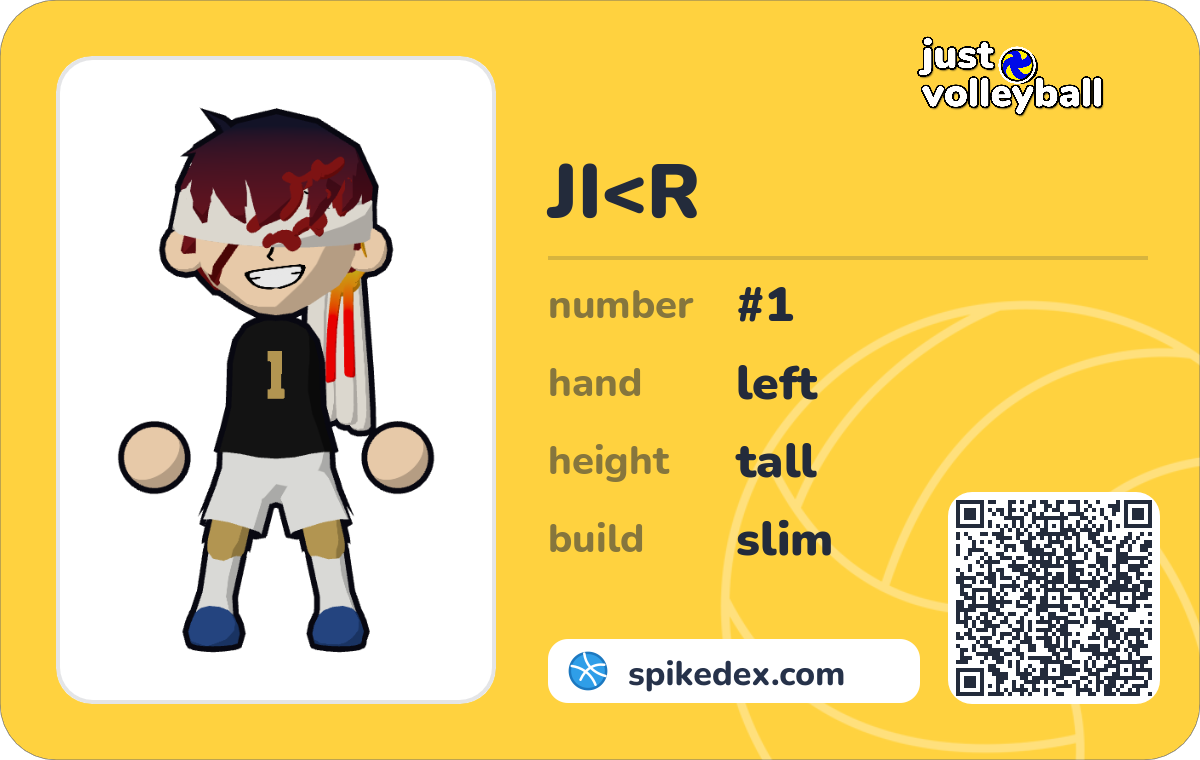 just
volleyball
JI<R
number #1
hand left
height tall
build slim
1
spikedex.com